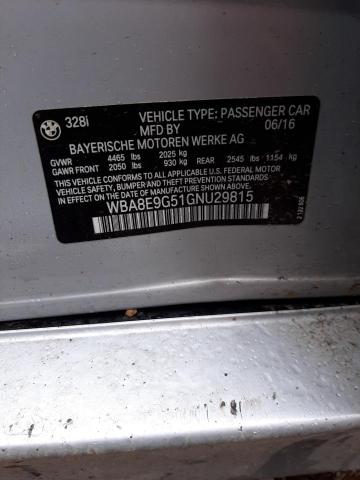 BMW
328i
VEHICLE TYPE: PASSENGER CAR
MFD BY 06/16
BAYERISCHE MOTOREN WERKE AG
GVWR 4465 lbs 2025 kg
GAWR FRONT 2050 lbs 930 kg REAR 2545 lbs 1154 kg
THIS VEHICLE CONFORMS TO ALL APPLICABLE U.S. FEDERAL MOTOR
VEHICLE SAFETY, BUMPER, AND THEFT PREVENTION STANDARDS
IN EFFECT ON THE DATE OF MANUFACTURE SHOWN ABOVE.
WBA8E9G51GNU29815